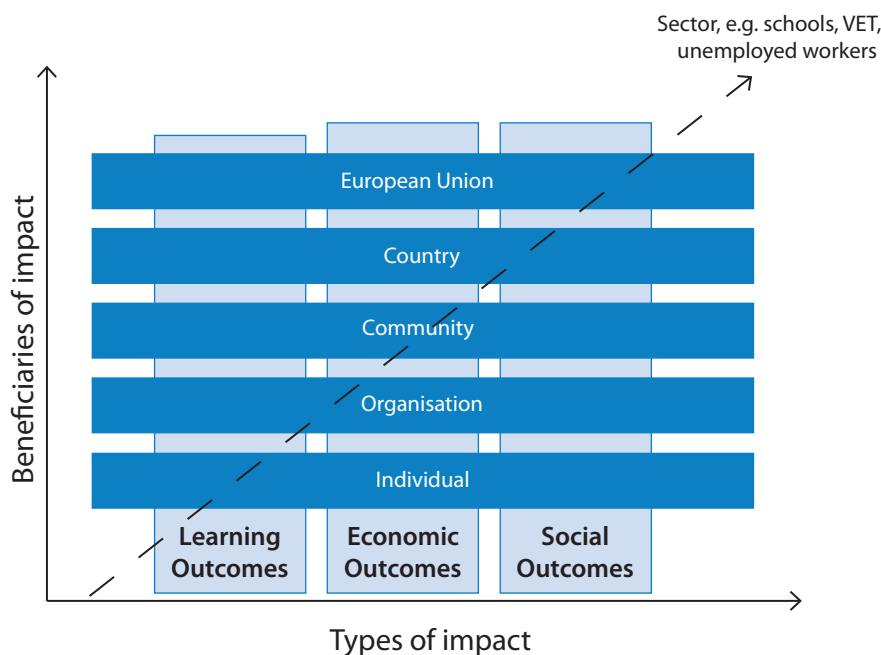 Sector, e.g. schools, VET,
unemployed workers
Beneficiaries of impact
European Union
Country
Community
Organisation
Individual
Learning
Outcomes
Economic
Outcomes
Social
Outcomes
Types of impact